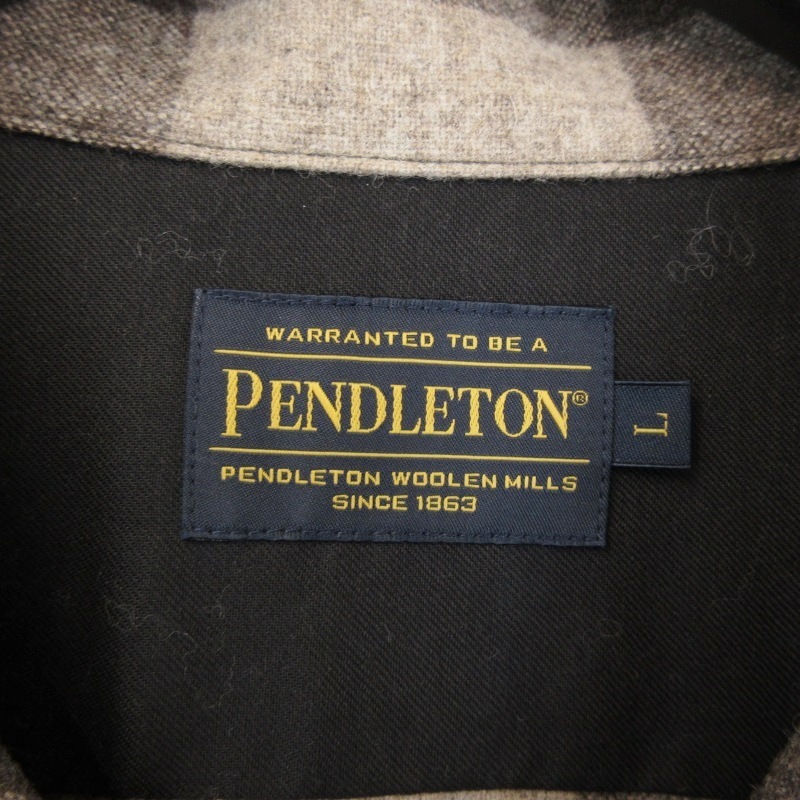 WARRANTED TO BE A
PENDLETON®
PENDLETON WOOLEN MILLS
SINCE 1863
L